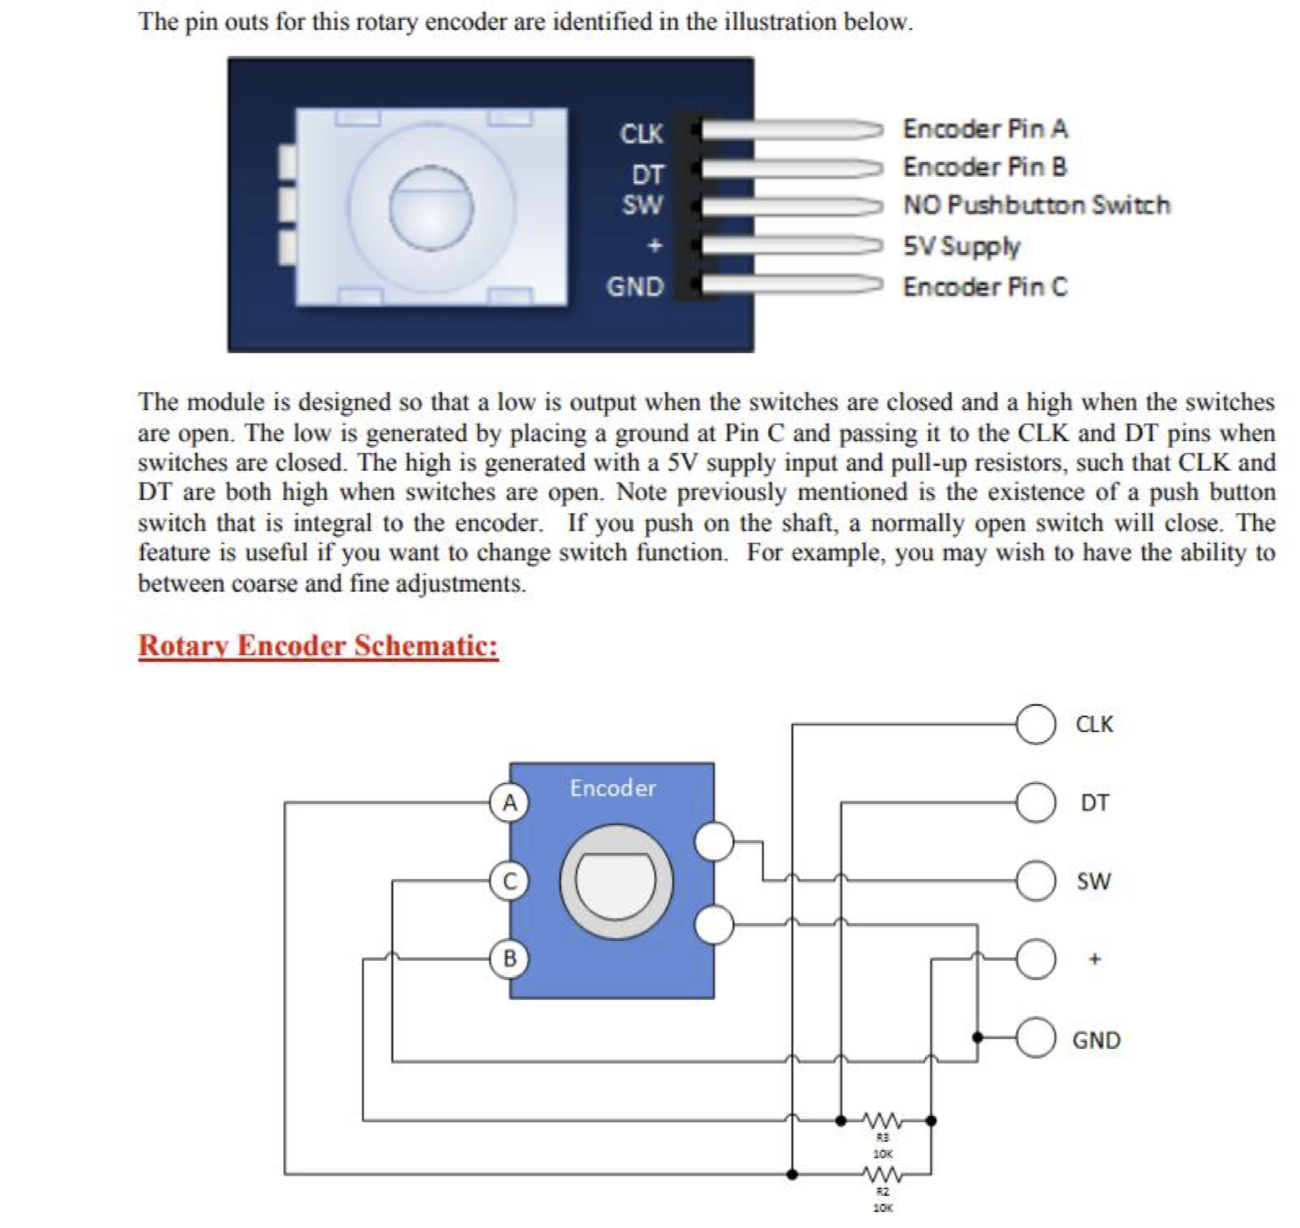 The pin outs for this rotary encoder are identified in the illustration below.
CLK
DT
SW
+
GND
Encoder Pin A
Encoder Pin B
NO Pushbutton Switch
5V Supply
Encoder Pin C
The module is designed so that a low is output when the switches are closed and a high when the switches
are open. The low is generated by placing a ground at Pin C and passing it to the CLK and DT pins when
switches are closed. The high is generated with a 5V supply input and pull-up resistors, such that CLK and
DT are both high when switches are open. Note previously mentioned is the existence of a push button
switch that is integral to the encoder. If you push on the shaft, a normally open switch will close. The
feature is useful if you want to change switch function. For example, you may wish to have the ability to
between coarse and fine adjustments.
Rotary Encoder Schematic:
Encoder
A
C
B
CLK
DT
SW
+
GND
R3
10K
R2
10K